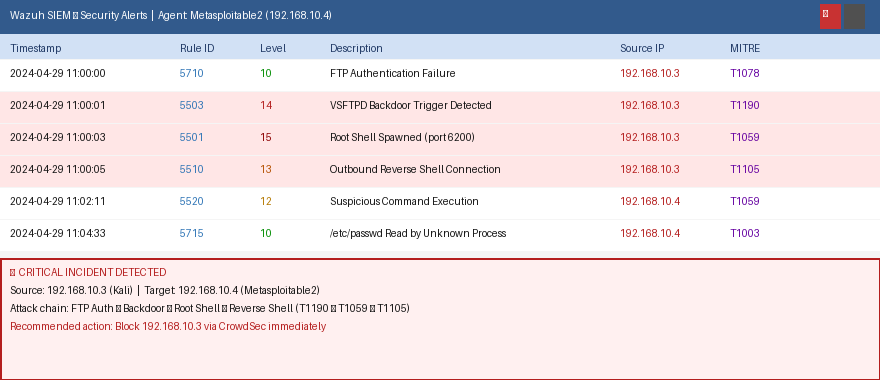 Wazuh SIEM Security Alerts | Agent: Metasploitable2 (192.168.10.4)
Timestamp Rule ID Level Description Source IP MITRE
2024-04-29 11:00:00 5710 10 FTP Authentication Failure 192.168.10.3 T1078
2024-04-29 11:00:01 5503 14 VSFTPD Backdoor Trigger Detected 192.168.10.3 T1190
2024-04-29 11:00:03 5501 15 Root Shell Spawned (port 6200) 192.168.10.3 T1059
2024-04-29 11:00:05 5510 13 Outbound Reverse Shell Connection 192.168.10.3 T1105
2024-04-29 11:02:11 5520 12 Suspicious Command Execution 192.168.10.4 T1059
2024-04-29 11:04:33 5715 10 /etc/passwd Read by Unknown Process 192.168.10.4 T1003
CRITICAL INCIDENT DETECTED
Source: 192.168.10.3 (Kali) | Target: 192.168.10.4 (Metasploitable2)
Attack chain: FTP Auth Backdoor Root Shell Reverse Shell (T1190 T1059 T1105)
Recommended action: Block 192.168.10.3 via CrowdSec immediately